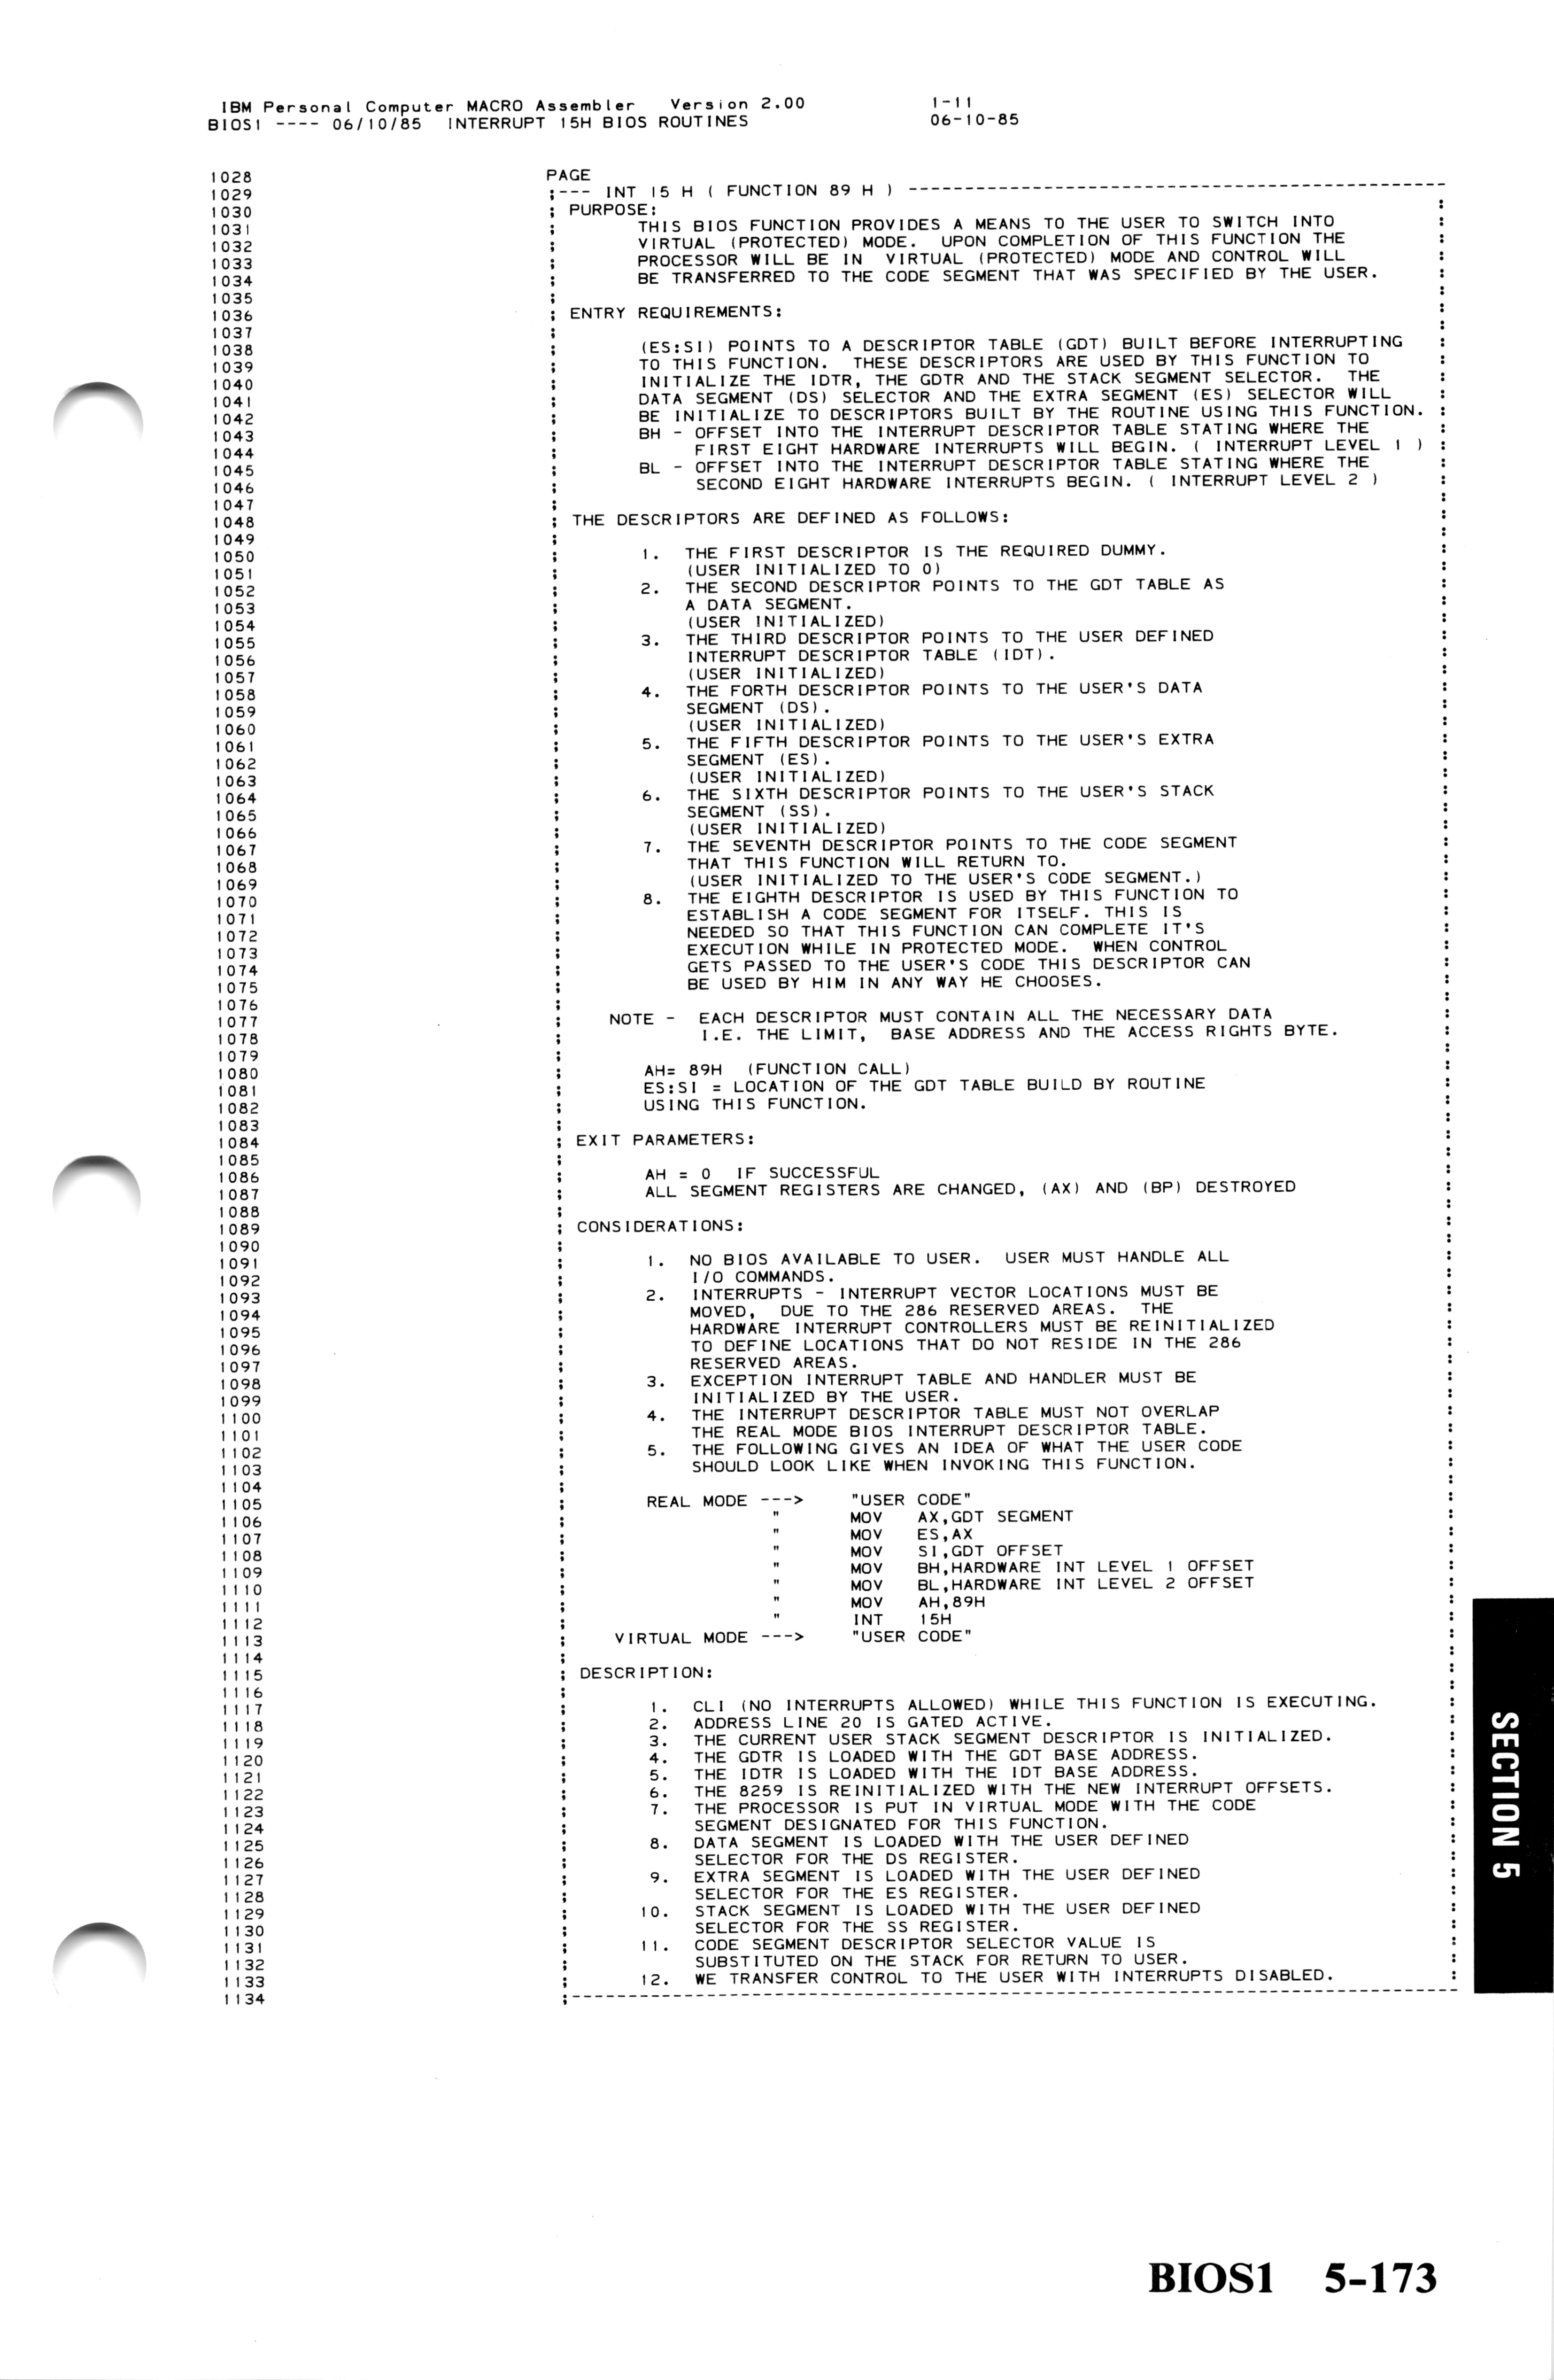 IBM Personal Computer MACRO Assembler   Version 2.00          1-11
BIOS1 ---- 06/10/85  INTERRUPT 15H BIOS ROUTINES              06-10-85
1028 PAGE
1029 ;--- INT 15 H ( FUNCTION 89 H ) ------------------------------------------------
1030 ; PURPOSE: :
1031 ; THIS BIOS FUNCTION PROVIDES A MEANS TO THE USER TO SWITCH INTO :
1032 ; VIRTUAL (PROTECTED) MODE.  UPON COMPLETION OF THIS FUNCTION THE :
1033 ; PROCESSOR WILL BE IN  VIRTUAL (PROTECTED) MODE AND CONTROL WILL :
1034 ; BE TRANSFERRED TO THE CODE SEGMENT THAT WAS SPECIFIED BY THE USER. :
1035 ; :
1036 ; ENTRY REQUIREMENTS: :
1037 ; :
1038 ; (ES:SI) POINTS TO A DESCRIPTOR TABLE (GDT) BUILT BEFORE INTERRUPTING :
1039 ; TO THIS FUNCTION.  THESE DESCRIPTORS ARE USED BY THIS FUNCTION TO :
1040 ; INITIALIZE THE IDTR, THE GDTR AND THE STACK SEGMENT SELECTOR.  THE :
1041 ; DATA SEGMENT (DS) SELECTOR AND THE EXTRA SEGMENT (ES) SELECTOR WILL :
1042 ; BE INITIALIZE TO DESCRIPTORS BUILT BY THE ROUTINE USING THIS FUNCTION. :
1043 ; BH - OFFSET INTO THE INTERRUPT DESCRIPTOR TABLE STATING WHERE THE :
1044 ; FIRST EIGHT HARDWARE INTERRUPTS WILL BEGIN. ( INTERRUPT LEVEL 1 ) :
1045 ; BL - OFFSET INTO THE INTERRUPT DESCRIPTOR TABLE STATING WHERE THE :
1046 ; SECOND EIGHT HARDWARE INTERRUPTS BEGIN. ( INTERRUPT LEVEL 2 ) :
1047 ; :
1048 ; THE DESCRIPTORS ARE DEFINED AS FOLLOWS: :
1049 ; :
1050 ; 1. THE FIRST DESCRIPTOR IS THE REQUIRED DUMMY. :
1051 ; (USER INITIALIZED TO 0) :
1052 ; 2. THE SECOND DESCRIPTOR POINTS TO THE GDT TABLE AS :
1053 ; A DATA SEGMENT. :
1054 ; (USER INITIALIZED) :
1055 ; 3. THE THIRD DESCRIPTOR POINTS TO THE USER DEFINED :
1056 ; INTERRUPT DESCRIPTOR TABLE (IDT). :
1057 ; (USER INITIALIZED) :
1058 ; 4. THE FORTH DESCRIPTOR POINTS TO THE USER'S DATA :
1059 ; SEGMENT (DS). :
1060 ; (USER INITIALIZED) :
1061 ; 5. THE FIFTH DESCRIPTOR POINTS TO THE USER'S EXTRA :
1062 ; SEGMENT (ES). :
1063 ; (USER INITIALIZED) :
1064 ; 6. THE SIXTH DESCRIPTOR POINTS TO THE USER'S STACK :
1065 ; SEGMENT (SS). :
1066 ; (USER INITIALIZED) :
1067 ; 7. THE SEVENTH DESCRIPTOR POINTS TO THE CODE SEGMENT :
1068 ; THAT THIS FUNCTION WILL RETURN TO. :
1069 ; (USER INITIALIZED TO THE USER'S CODE SEGMENT.) :
1070 ; 8. THE EIGHTH DESCRIPTOR IS USED BY THIS FUNCTION TO :
1071 ; ESTABLISH A CODE SEGMENT FOR ITSELF. THIS IS :
1072 ; NEEDED SO THAT THIS FUNCTION CAN COMPLETE IT'S :
1073 ; EXECUTION WHILE IN PROTECTED MODE.  WHEN CONTROL :
1074 ; GETS PASSED TO THE USER'S CODE THIS DESCRIPTOR CAN :
1075 ; BE USED BY HIM IN ANY WAY HE CHOOSES. :
1076 ; :
1077 ; NOTE -  EACH DESCRIPTOR MUST CONTAIN ALL THE NECESSARY DATA :
1078 ; I.E. THE LIMIT,  BASE ADDRESS AND THE ACCESS RIGHTS BYTE. :
1079 ; :
1080 ; AH= 89H  (FUNCTION CALL) :
1081 ; ES:SI = LOCATION OF THE GDT TABLE BUILD BY ROUTINE :
1082 ; USING THIS FUNCTION. :
1083 ; :
1084 ; EXIT PARAMETERS: :
1085 ; :
1086 ; AH = 0  IF SUCCESSFUL :
1087 ; ALL SEGMENT REGISTERS ARE CHANGED, (AX) AND (BP) DESTROYED :
1088 ; :
1089 ; CONSIDERATIONS: :
1090 ; :
1091 ; 1. NO BIOS AVAILABLE TO USER.  USER MUST HANDLE ALL :
1092 ; I/O COMMANDS. :
1093 ; 2. INTERRUPTS - INTERRUPT VECTOR LOCATIONS MUST BE :
1094 ; MOVED,  DUE TO THE 286 RESERVED AREAS.  THE :
1095 ; HARDWARE INTERRUPT CONTROLLERS MUST BE REINITIALIZED :
1096 ; TO DEFINE LOCATIONS THAT DO NOT RESIDE IN THE 286 :
1097 ; RESERVED AREAS. :
1098 ; 3. EXCEPTION INTERRUPT TABLE AND HANDLER MUST BE :
1099 ; INITIALIZED BY THE USER. :
1100 ; 4. THE INTERRUPT DESCRIPTOR TABLE MUST NOT OVERLAP :
1101 ; THE REAL MODE BIOS INTERRUPT DESCRIPTOR TABLE. :
1102 ; 5. THE FOLLOWING GIVES AN IDEA OF WHAT THE USER CODE :
1103 ; SHOULD LOOK LIKE WHEN INVOKING THIS FUNCTION. :
1104 ; :
1105 ; REAL MODE --->    "USER CODE" :
1106 ; " MOV AX,GDT SEGMENT :
1107 ; " MOV ES,AX :
1108 ; " MOV SI,GDT OFFSET :
1109 ; " MOV BH,HARDWARE INT LEVEL 1 OFFSET :
1110 ; " MOV BL,HARDWARE INT LEVEL 2 OFFSET :
1111 ; " MOV AH,89H :
1112 ; " INT 15H :
1113 ; VIRTUAL MODE --->    "USER CODE" :
1114 ; :
1115 ; DESCRIPTION: :
1116 ; :
1117 ; 1. CLI (NO INTERRUPTS ALLOWED) WHILE THIS FUNCTION IS EXECUTING. :
1118 ; 2. ADDRESS LINE 20 IS GATED ACTIVE. :
1119 ; 3. THE CURRENT USER STACK SEGMENT DESCRIPTOR IS INITIALIZED. :
1120 ; 4. THE GDTR IS LOADED WITH THE GDT BASE ADDRESS. :
1121 ; 5. THE IDTR IS LOADED WITH THE IDT BASE ADDRESS. :
1122 ; 6. THE 8259 IS REINITIALIZED WITH THE NEW INTERRUPT OFFSETS. :
1123 ; 7. THE PROCESSOR IS PUT IN VIRTUAL MODE WITH THE CODE :
1124 ; SEGMENT DESIGNATED FOR THIS FUNCTION. :
1125 ; 8. DATA SEGMENT IS LOADED WITH THE USER DEFINED :
1126 ; SELECTOR FOR THE DS REGISTER. :
1127 ; 9. EXTRA SEGMENT IS LOADED WITH THE USER DEFINED :
1128 ; SELECTOR FOR THE ES REGISTER. :
1129 ; 10. STACK SEGMENT IS LOADED WITH THE USER DEFINED :
1130 ; SELECTOR FOR THE SS REGISTER. :
1131 ; 11. CODE SEGMENT DESCRIPTOR SELECTOR VALUE IS :
1132 ; SUBSTITUTED ON THE STACK FOR RETURN TO USER. :
1133 ; 12. WE TRANSFER CONTROL TO THE USER WITH INTERRUPTS DISABLED. :
1134 ;-------------------------------------------------------------------------------
SECTION 5
BIOS1 5-173